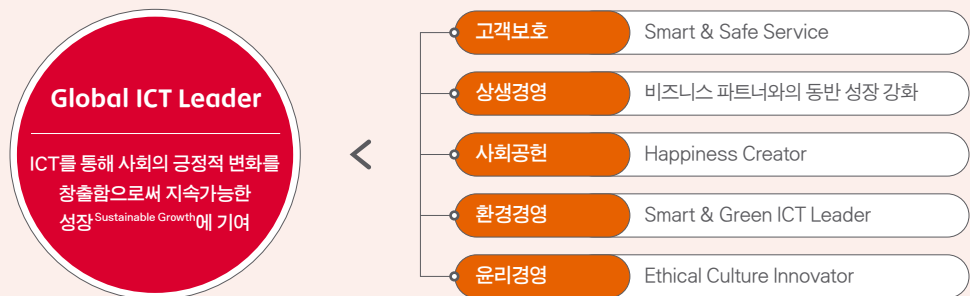 Global ICT Leader
ICT를 통해 사회의 긍정적 변화를
창출함으로써 지속가능한
성장 Sustainable Growth에 기여
고객보호 Smart & Safe Service
상생경영 비즈니스 파트너와의 동반 성장 강화
사회공헌 Happiness Creator
환경경영 Smart & Green ICT Leader
윤리경영 Ethical Culture Innovator